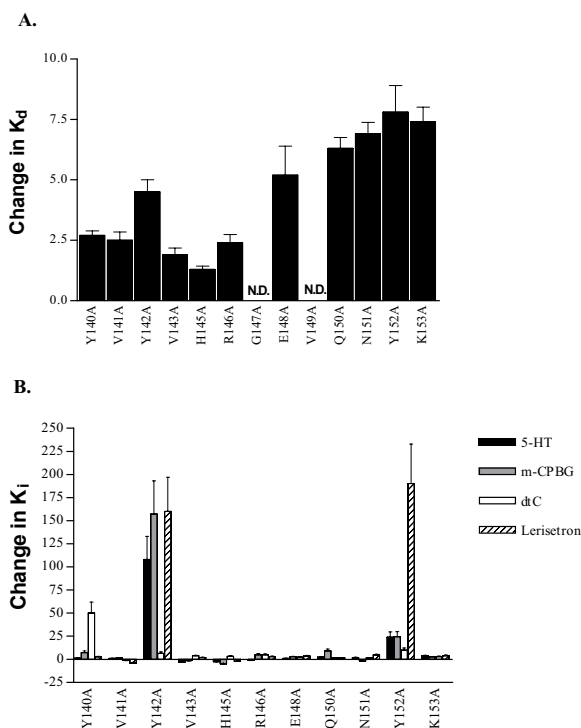 A.
10.0
7.5
5.0
2.5
0.0
Change in Kd
N.D.
N.D.
Y140A
V141A
Y142A
V143A
H145A
R146A
G147A
E148A
V149A
Q150A
N151A
Y152A
K153A
B.
250
225
200
175
150
125
100
75
50
25
0
-25
Change in Ki
5-HT
m-CPBG
dtC
Lerisetron
Y140A
V141A
Y142A
V143A
H145A
R146A
E148A
Q150A
N151A
Y152A
K153A